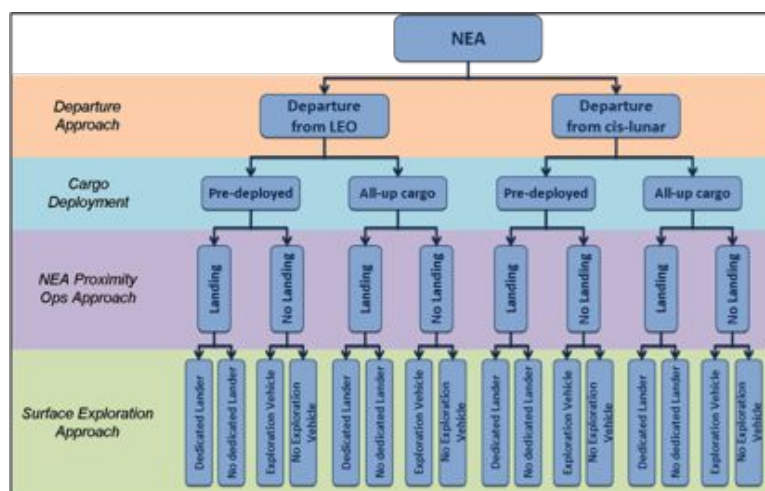 NEA
Departure
Approach
Departure
from LEO
Departure
from cis-lunar
Cargo
Deployment
Pre-deployed
All-up cargo
Pre-deployed
All-up cargo
NEA Proximity
Ops Approach
Landing
No Landing
Landing
No Landing
Landing
No Landing
Landing
No Landing
Surface Exploration
Approach
Dedicated Lander
No dedicated Lander
Exploration Vehicle
No Exploration
Vehicle
Dedicated Lander
No dedicated Lander
Exploration Vehicle
No Exploration
Vehicle
Dedicated Lander
No dedicated Lander
Exploration Vehicle
No Exploration
Vehicle
Dedicated Lander
No dedicated Lander
Exploration Vehicle
No Exploration
Vehicle